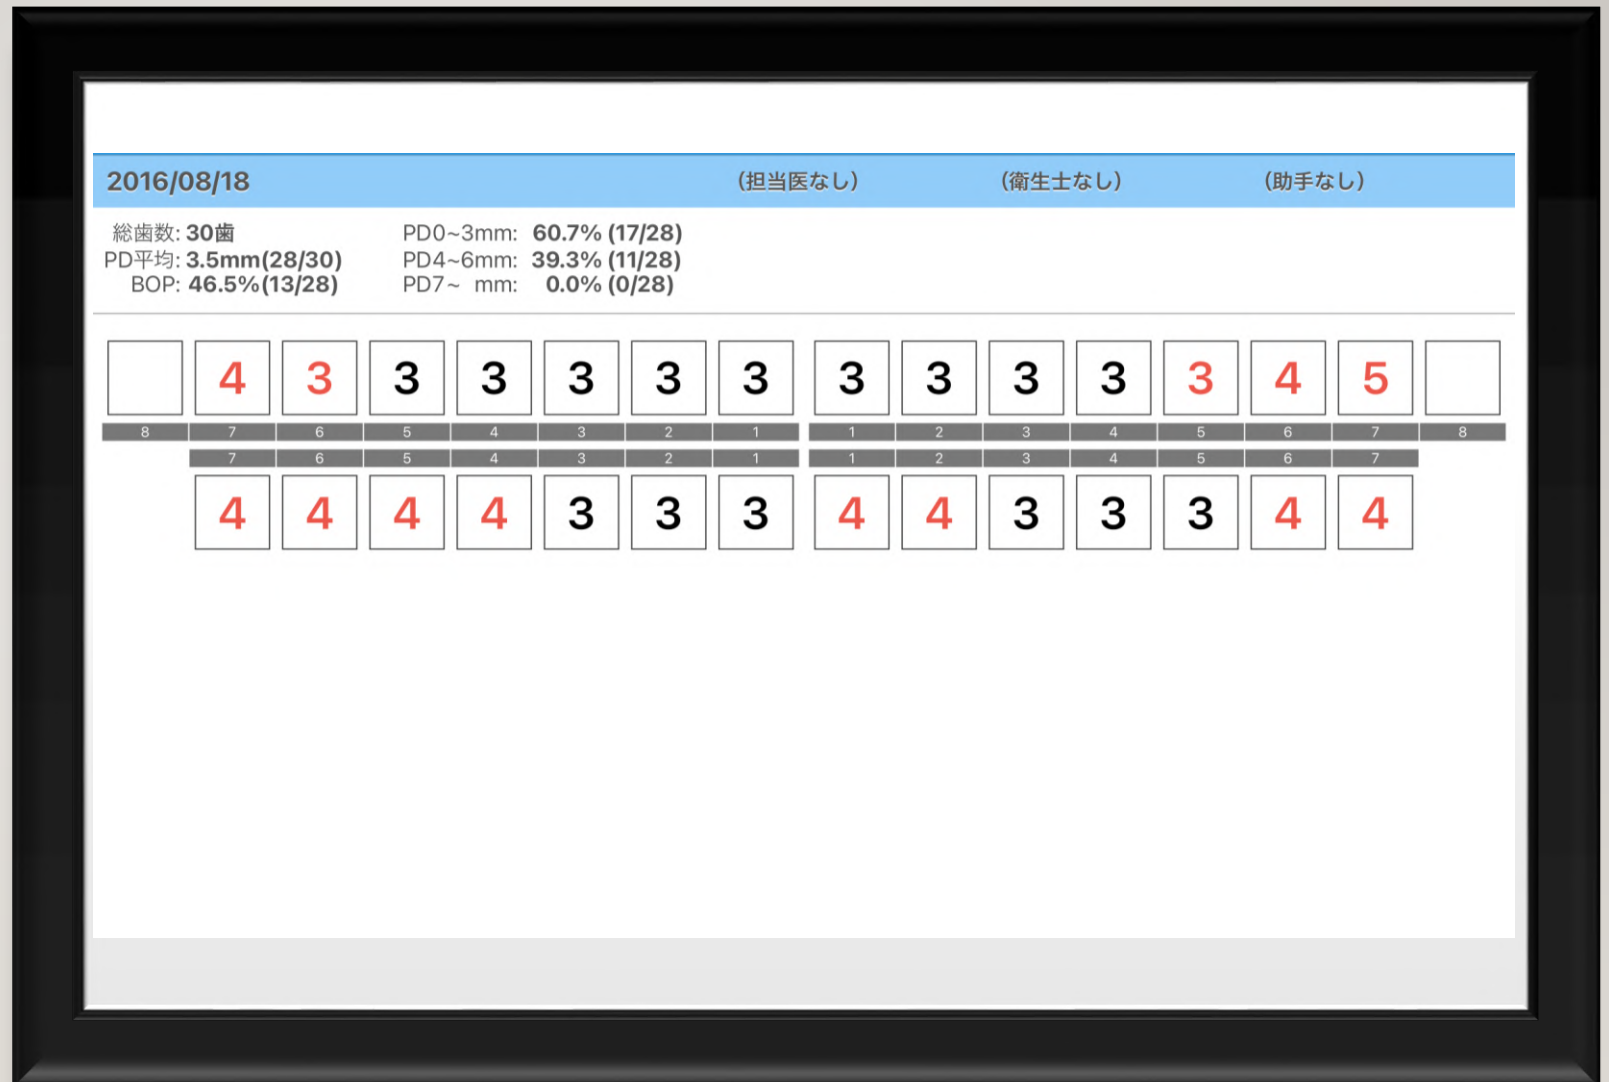 2016/08/18 (担当医なし) (衛生士なし) (助手なし)
総歯数: 30歯 PD0~3mm: 60.7% (17/28)
PD平均: 3.5mm(28/30) PD4~6mm: 39.3% (11/28)
BOP: 46.5%(13/28) PD7~ mm: 0.0% (0/28)
4 3 3 3 3 3 3 3 3 3 3 3 4 5
8 7 6 5 4 3 2 1 1 2 3 4 5 6 7 8
7 6 5 4 3 2 1 1 2 3 4 5 6 7
4 4 4 4 3 3 3 4 4 3 3 3 4 4